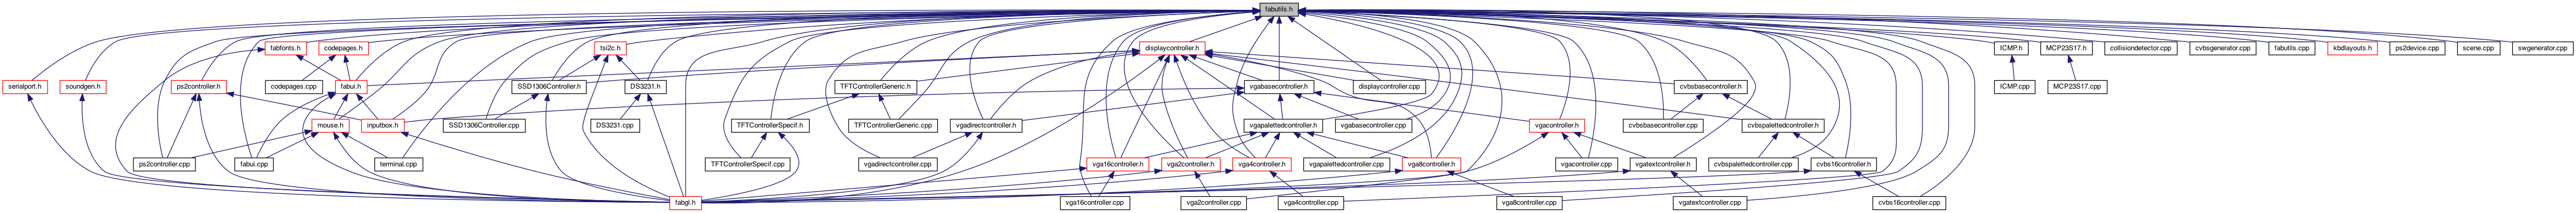 fabutils.h
fabfonts.h
codepages.h
tsi2c.h
displaycontroller.h
ICMP.h
MCP23S17.h
collisiondetector.cpp
cvbsgenerator.cpp
fabutils.cpp
kbdlayouts.h
ps2device.cpp
scene.cpp
swgenerator.cpp
serialport.h
soundgen.h
ps2controller.h
codepages.cpp
fabui.h
SSD1306Controller.h
DS3231.h
TFTControllerGeneric.h
vgabasecontroller.h
displaycontroller.cpp
cvbsbasecontroller.h
ICMP.cpp
MCP23S17.cpp
mouse.h
inputbox.h
SSD1306Controller.cpp
DS3231.cpp
TFTControllerSpecif.h
TFTControllerGeneric.cpp
vgadirectcontroller.h
vgapalettedcontroller.h
vgabasecontroller.cpp
vgacontroller.h
cvbsbasecontroller.cpp
cvbspalettedcontroller.h
ps2controller.cpp
fabui.cpp
terminal.cpp
TFTControllerSpecif.cpp
vgadirectcontroller.cpp
vga16controller.h
vga2controller.h
vga4controller.h
vgapalettedcontroller.cpp
vga8controller.h
vgacontroller.cpp
vgatextcontroller.h
cvbspalettedcontroller.cpp
cvbs16controller.h
fabgl.h
vga16controller.cpp
vga2controller.cpp
vga4controller.cpp
vga8controller.cpp
vgatextcontroller.cpp
cvbs16controller.cpp